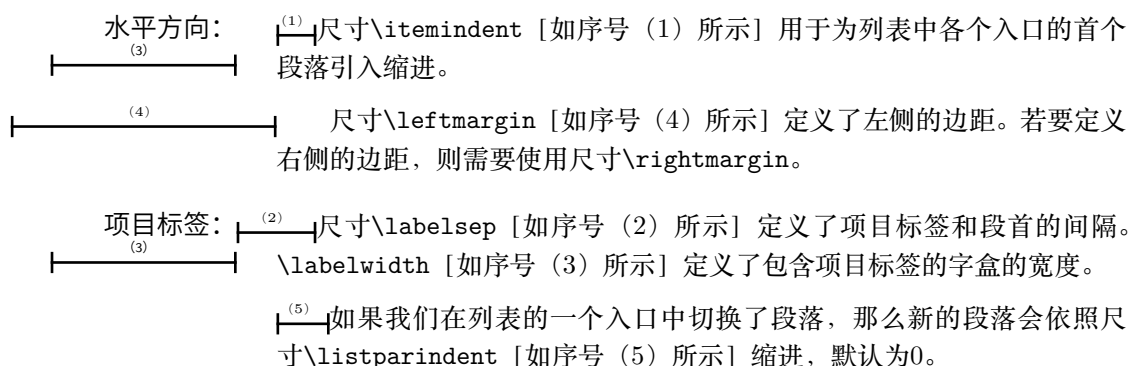 水平方向： (1) 尺寸\itemindent［如序号（1）所示］用于为列表中各个入口的首个
(3) 段落引入缩进。
(4) 尺寸\leftmargin［如序号（4）所示］定义了左侧的边距。若要定义
右侧的边距，则需要使用尺寸\rightmargin。
项目标签： (2) 尺寸\labelsep［如序号（2）所示］定义了项目标签和段首的间隔。
(3) \labelwidth［如序号（3）所示］定义了包含项目标签的字盒的宽度。
(5) 如果我们在列表的一个入口中切换了段落，那么新的段落会依照尺
寸\listparindent［如序号（5）所示］缩进，默认为0。